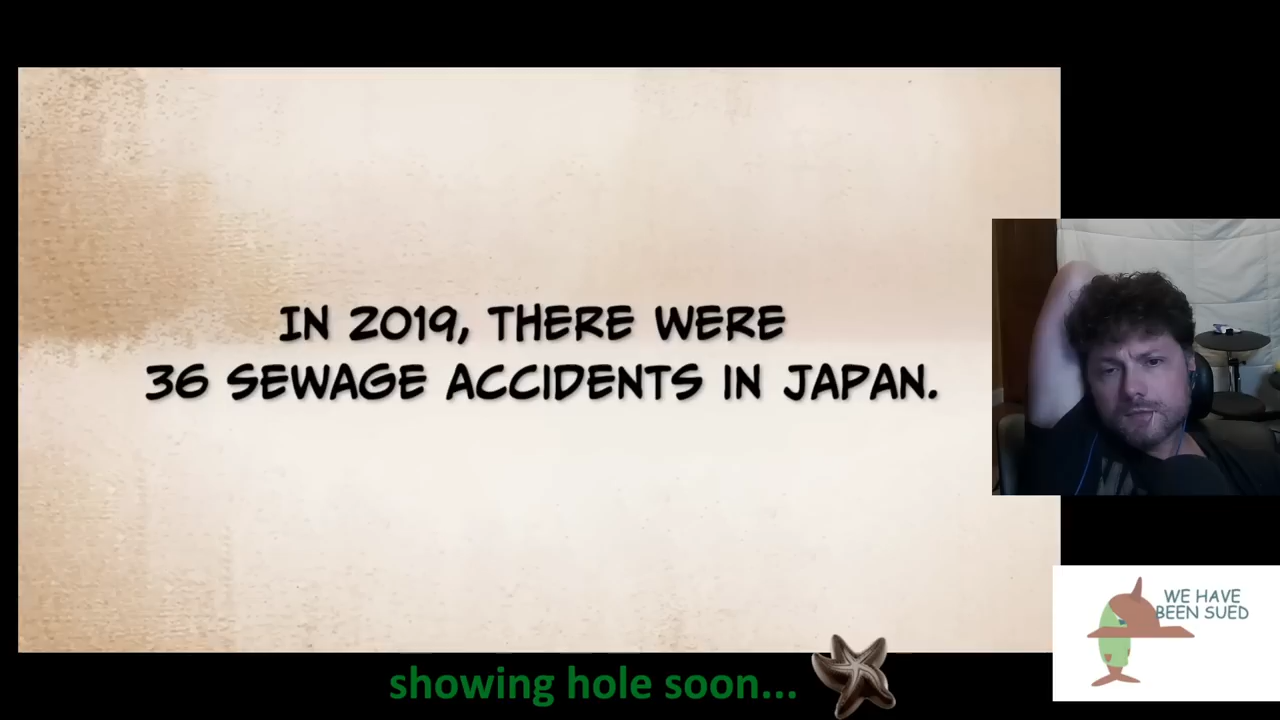 IN 2019, THERE WERE
36 SEWAGE ACCIDENTS IN JAPAN.
WE HAVE
BEEN SUED
showing hole soon...